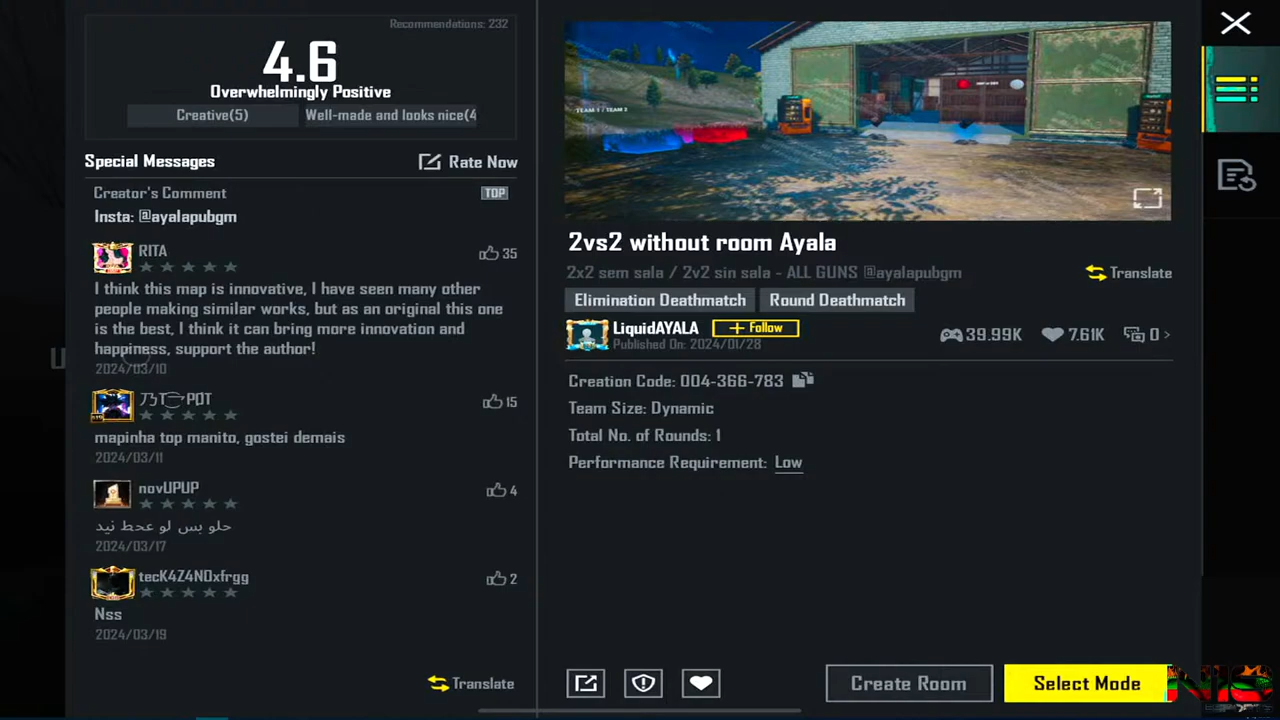 Recommendations: 232
4.6
Overwhelmingly Positive
Creative(5)
Well-made and looks nice(4
Special Messages
Rate Now
Creator's Comment
TOP
Insta: @ayalapubgm
RITA
35
I think this map is innovative, I have seen many other
people making similar works, but as an original this one
is the best, I think it can bring more innovation and
happiness, support the author!
2024/03/10
15
mapinha top manito, gostei demais
2024/03/11
novUPUP
4
حلو بس لو عحط نيد
2024/03/17
tecK4Z4NOxfrgg
2
Nss
2024/03/19
Translate
TEAM 1 / TEAM 2
2vs2 without room Ayala
2x2 sem sala / 2v2 sin sala - ALL GUNS @ayalapubgm
Translate
Elimination Deathmatch
Round Deathmatch
LiquidAYALA
+ Follow
Published On: 2024/01/28
39.99K
7.61K
0 >
Creation Code: 004-366-783
Team Size: Dynamic
Total No. of Rounds: 1
Performance Requirement: Low
Create Room
Select Mode